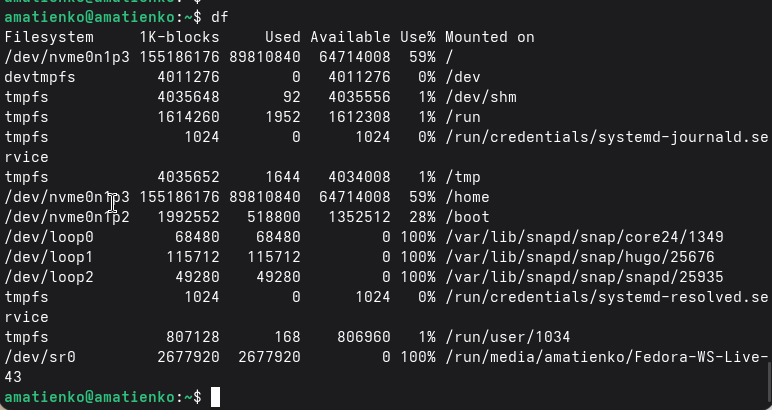 amatienko@amatienko:~$ df
Filesystem     1K-blocks     Used Available Use% Mounted on
/dev/nvme0n1p3 155186176 89810840  64714008  59% /
devtmpfs         4011276        0   4011276   0% /dev
tmpfs            4035648       92   4035556   1% /dev/shm
tmpfs            1614260     1952   1612308   1% /run
tmpfs               1024        0      1024   0% /run/credentials/systemd-journald.se
rvice
tmpfs            4035652     1644   4034008   1% /tmp
/dev/nvme0n1p3 155186176 89810840  64714008  59% /home
/dev/nvme0n1p2   1992552   518800   1352512  28% /boot
/dev/loop0         68480    68480         0 100% /var/lib/snapd/snap/core24/1349
/dev/loop1        115712   115712         0 100% /var/lib/snapd/snap/hugo/25676
/dev/loop2         49280    49280         0 100% /var/lib/snapd/snap/snapd/25935
tmpfs               1024        0      1024   0% /run/credentials/systemd-resolved.se
rvice
tmpfs             807128      168    806960   1% /run/user/1034
/dev/sr0         2677920  2677920         0 100% /run/media/amatienko/Fedora-WS-Live-
43
amatienko@amatienko:~$